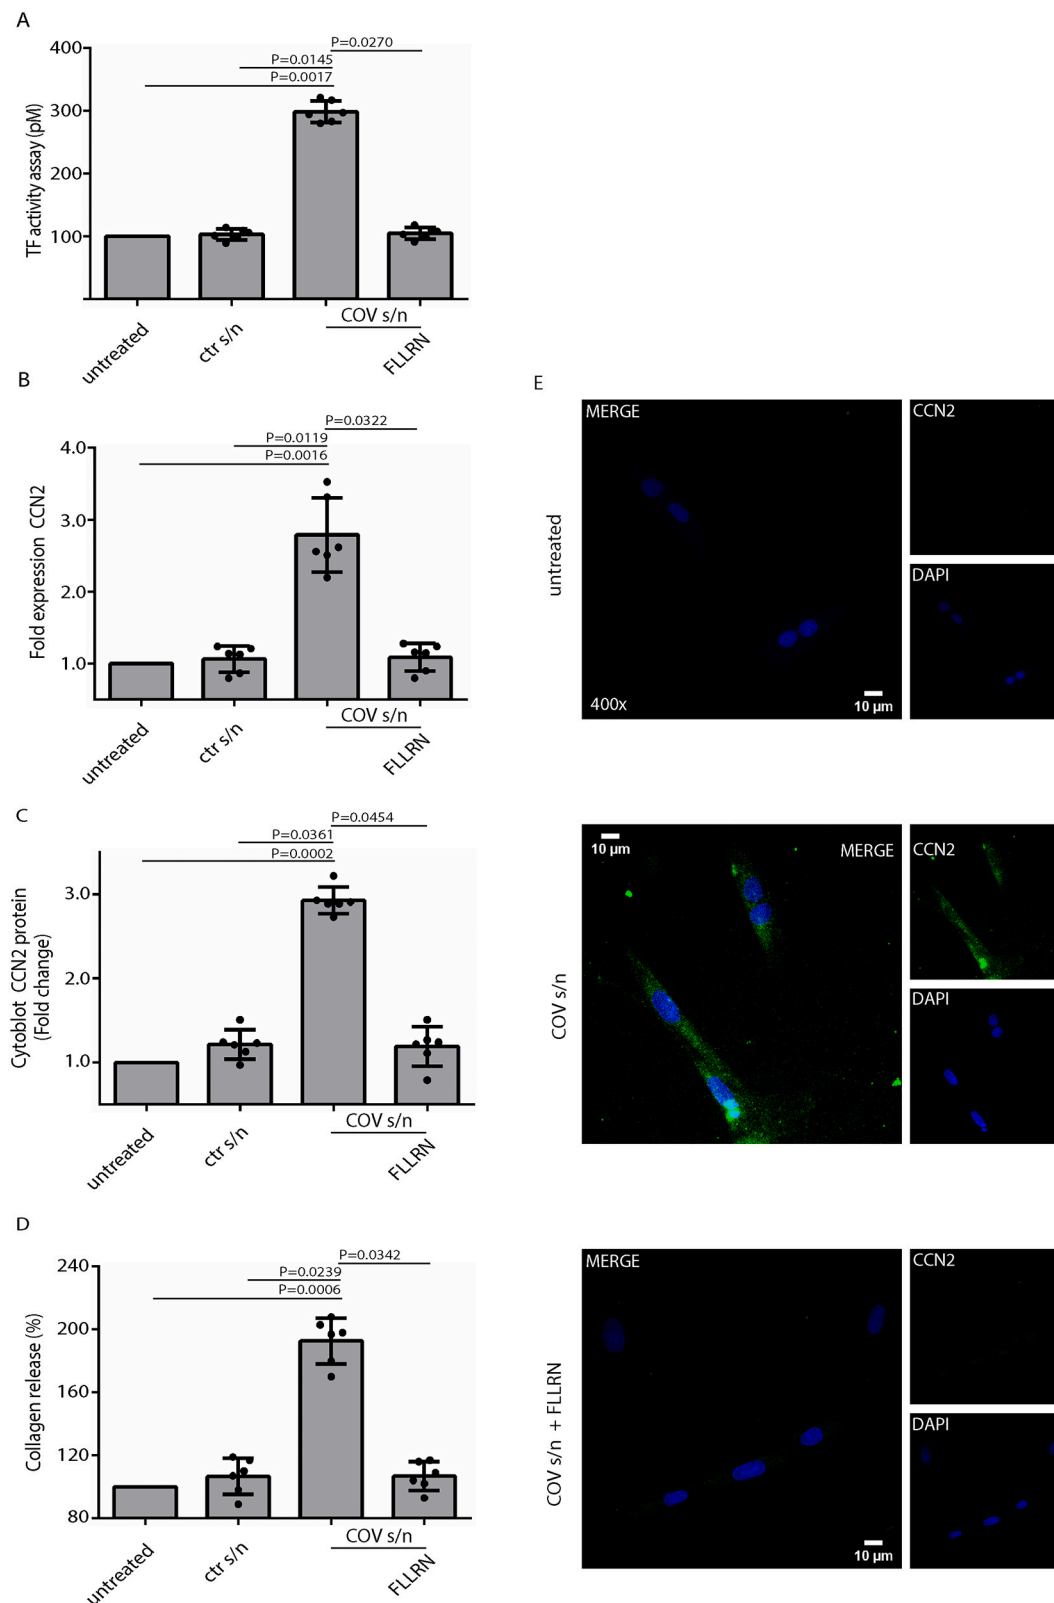 A
400
300
200
100
TF activity assay (pM)
P=0.0270
P=0.0145
P=0.0017
untreated
ctr s/n
COV s/n
FLLRN
B
4.0
3.0
2.0
1.0
Fold expression CCN2
P=0.0322
P=0.0119
P=0.0016
untreated
ctr s/n
COV s/n
FLLRN
C
3.0
2.0
1.0
Cytoblot CCN2 protein
(Fold change)
P=0.0454
P=0.0361
P=0.0002
untreated
ctr s/n
COV s/n
FLLRN
D
240
200
160
120
80
Collagen release (%)
P=0.0342
P=0.0239
P=0.0006
untreated
ctr s/n
COV s/n
FLLRN
E
untreated
MERGE
400x
10 µm
CCN2
DAPI
COV s/n
10 µm
MERGE
CCN2
DAPI
COV s/n + FLLRN
MERGE
10 µm
CCN2
DAPI